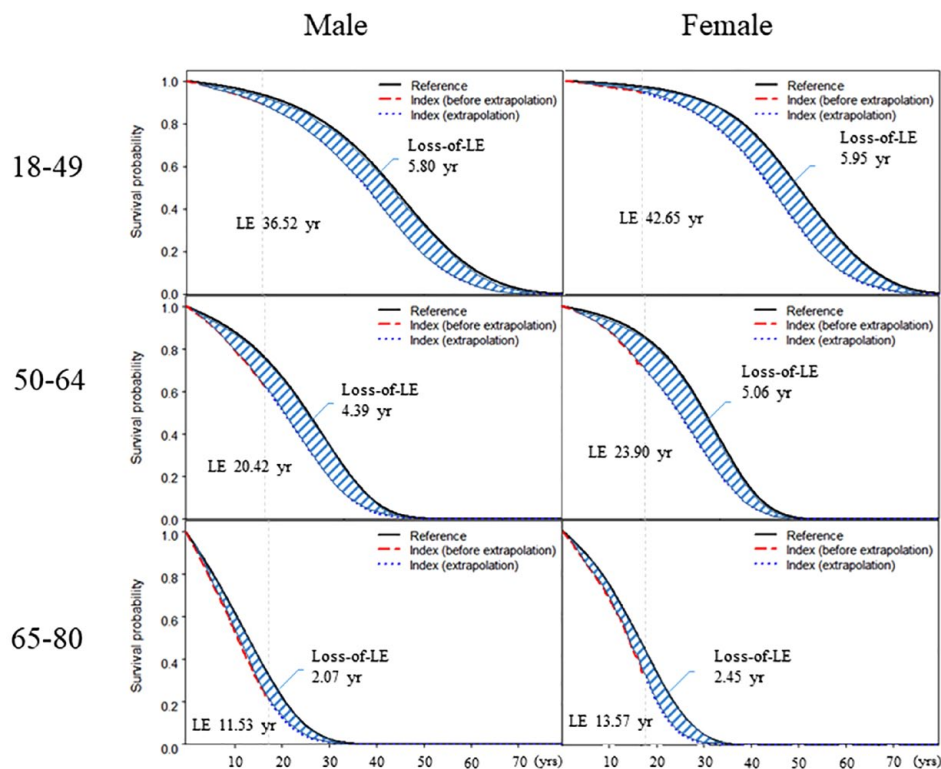 Male Female
18-49
Survival probability
1.0
0.8
0.6
0.4
0.2
0.0
Reference
Index (before extrapolation)
Index (extrapolation)
Loss-of-LE
5.80 yr
LE 36.52 yr
Reference
Index (before extrapolation)
Index (extrapolation)
Loss-of-LE
5.95 yr
LE 42.65 yr
50-64
Survival probability
1.0
0.8
0.6
0.4
0.2
0.0
Reference
Index (before extrapolation)
Index (extrapolation)
Loss-of-LE
4.39 yr
LE 20.42 yr
Reference
Index (before extrapolation)
Index (extrapolation)
Loss-of-LE
5.06 yr
LE 23.90 yr
65-80
Survival probability
1.0
0.8
0.6
0.4
0.2
0.0
Reference
Index (before extrapolation)
Index (extrapolation)
Loss-of-LE
2.07 yr
LE 11.53 yr
Reference
Index (before extrapolation)
Index (extrapolation)
Loss-of-LE
2.45 yr
LE 13.57 yr
10 20 30 40 50 60 70 (yrs) 10 20 30 40 50 60 70 (yrs)